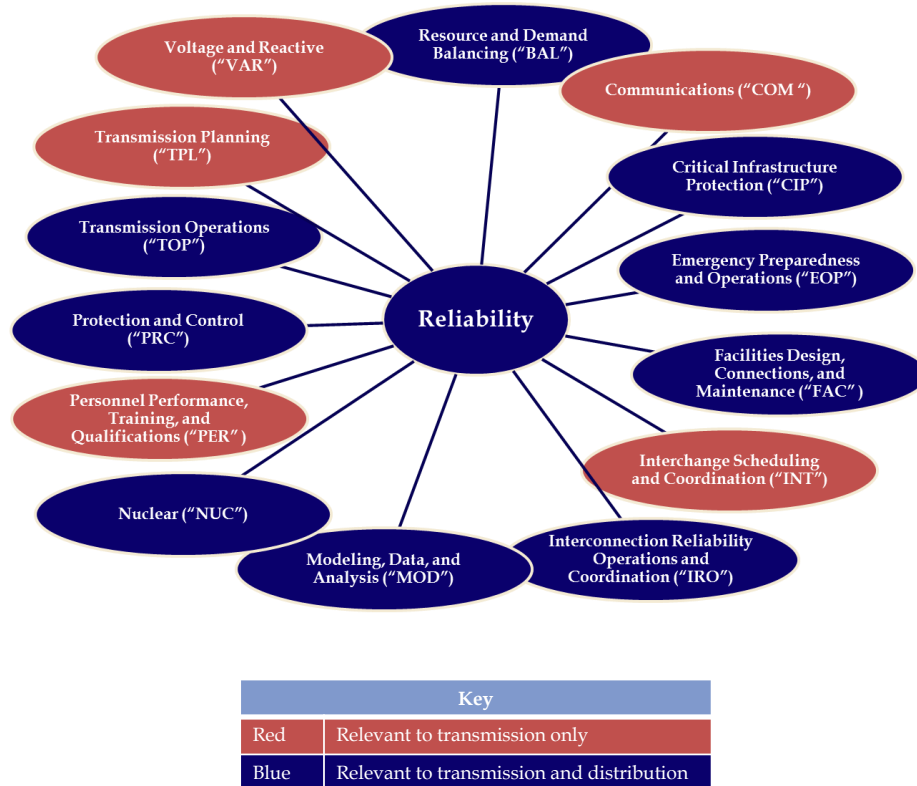 Voltage and Reactive
(“VAR”)
Resource and Demand
Balancing (“BAL”)
Communications (“COM “)
Transmission Planning
(“TPL”)
Critical Infrastructure
Protection (“CIP”)
Transmission Operations
(“TOP”)
Emergency Preparedness
and Operations (“EOP”)
Reliability
Protection and Control
(“PRC”)
Facilities Design,
Connections, and
Maintenance (“FAC”)
Personnel Performance,
Training, and
Qualifications (“PER” )
Interchange Scheduling
and Coordination (“INT”)
Nuclear (“NUC”)
Interconnection Reliability
Operations and
Coordination (“IRO”)
Modeling, Data, and
Analysis (“MOD”)
Key
Red Relevant to transmission only
Blue Relevant to transmission and distribution